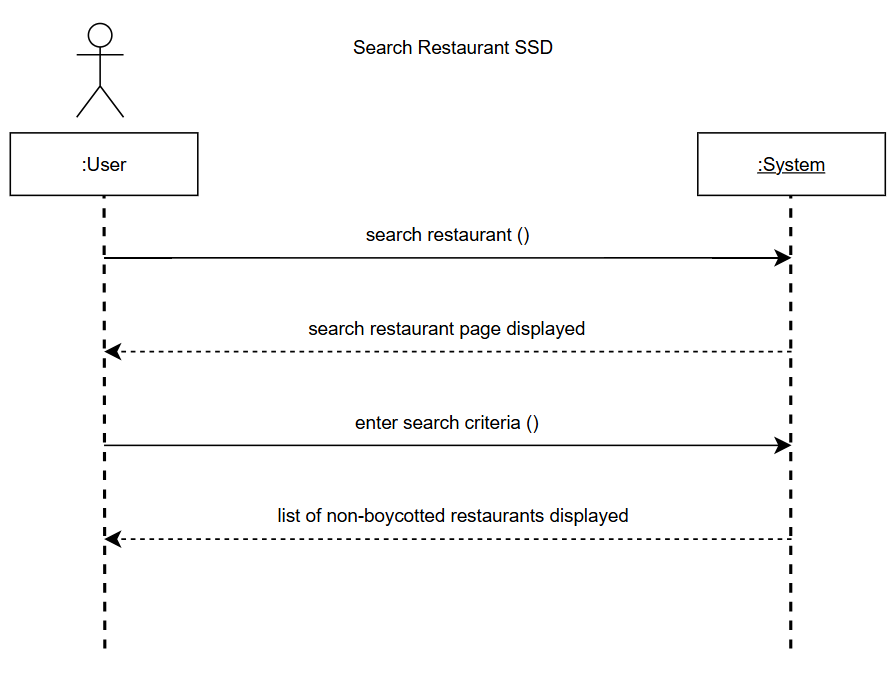 Search Restaurant SSD
:User
:System
search restaurant ()
search restaurant page displayed
enter search criteria ()
list of non-boycotted restaurants displayed